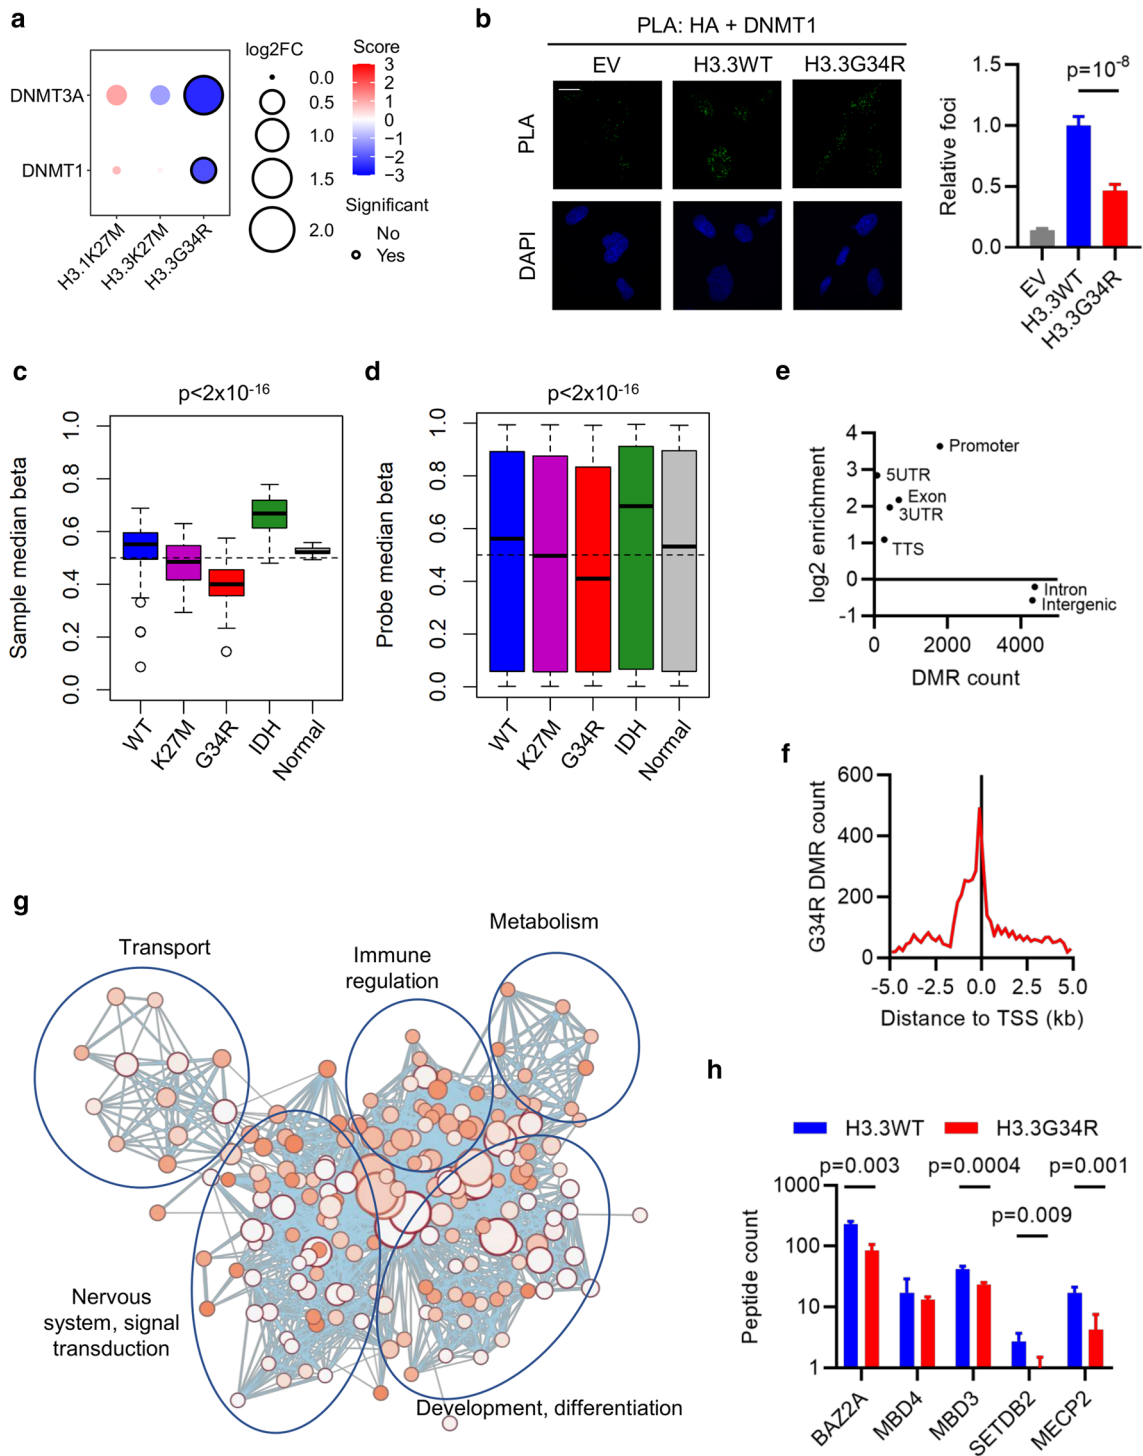 a
DNMT3A
DNMT1
H3.1K27M
H3.3K27M
H3.3G34R
log2FC
0.0
0.5
1.0
1.5
2.0
Score
3
2
1
0
−1
−2
−3
Significant
No
Yes
b
PLA: HA + DNMT1
EV
H3.3WT
H3.3G34R
PLA
DAPI
Relative foci
1.5
1.0
0.5
0.0
p=10-8
EV
H3.3WT
H3.3G34R
c
p<2x10-16
Sample median beta
1.0
0.8
0.6
0.4
0.2
0.0
WT
K27M
G34R
IDH
Normal
d
p<2x10-16
Probe median beta
1.0
0.8
0.6
0.4
0.2
0.0
WT
K27M
G34R
IDH
Normal
e
log2 enrichment
4
3
2
1
0
-1
Promoter
5UTR
Exon
3UTR
TTS
Intron
Intergenic
0
2000
4000
DMR count
f
G34R DMR count
600
400
200
0
-5.0
-2.5
0.0
2.5
5.0
Distance to TSS (kb)
g
Transport
Immune
regulation
Metabolism
Nervous
system, signal
transduction
Development, differentiation
h
H3.3WT
H3.3G34R
p=0.003
p=0.0004
p=0.001
p=0.009
Peptide count
1000
100
10
1
BAZ2A
MBD4
MBD3
SETDB2
MECP2